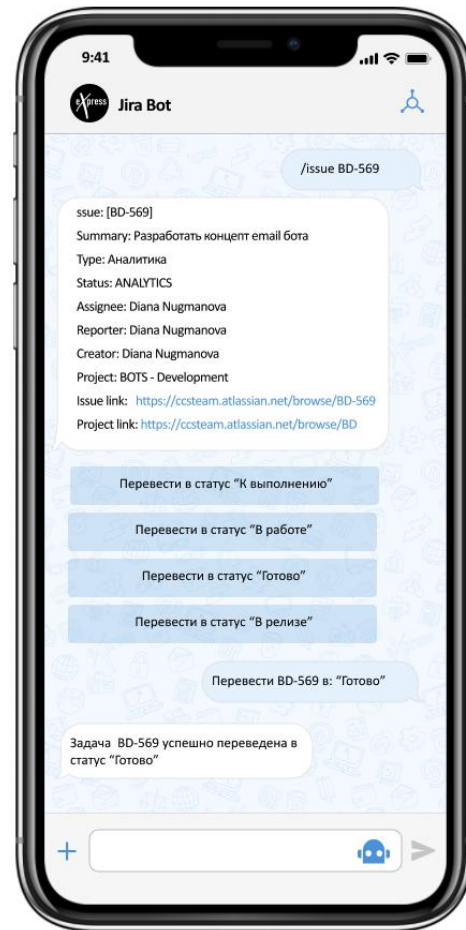 9:41
eXpress
Jira Bot
/issue BD-569
ssue: [BD-569]
Summary: Разработать концепт email бота
Type: Аналитика
Status: ANALYTICS
Assignee: Diana Nugmanova
Reporter: Diana Nugmanova
Creator: Diana Nugmanova
Project: BOTS - Development
Issue link: https://ccsteam.atlassian.net/browse/BD-569
Project link: https://ccsteam.atlassian.net/browse/BD
Перевести в статус “К выполнению”
Перевести в статус “В работе”
Перевести в статус “Готово”
Перевести в статус “В релизе”
Перевести BD-569 в: “Готово”
Задача BD-569 успешно переведена в
статус “Готово”